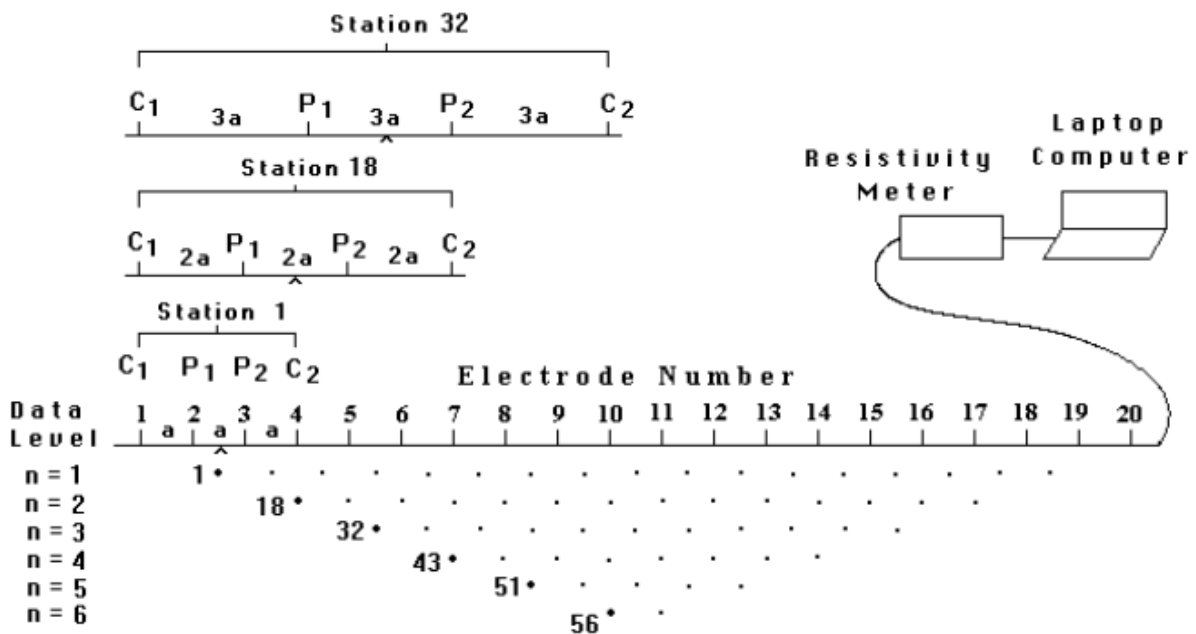 Station 32
C1 3a P1 3a P2 3a C2
Station 18
C1 2a P1 2a P2 2a C2
Station 1
C1 P1 P2 C2
Resistivity Meter
Laptop Computer
Electrode Number
Data Level
1 2 3 4 5 6 7 8 9 10 11 12 13 14 15 16 17 18 19 20
a a a
n = 1 1
n = 2 18
n = 3 32
n = 4 43
n = 5 51
n = 6 56